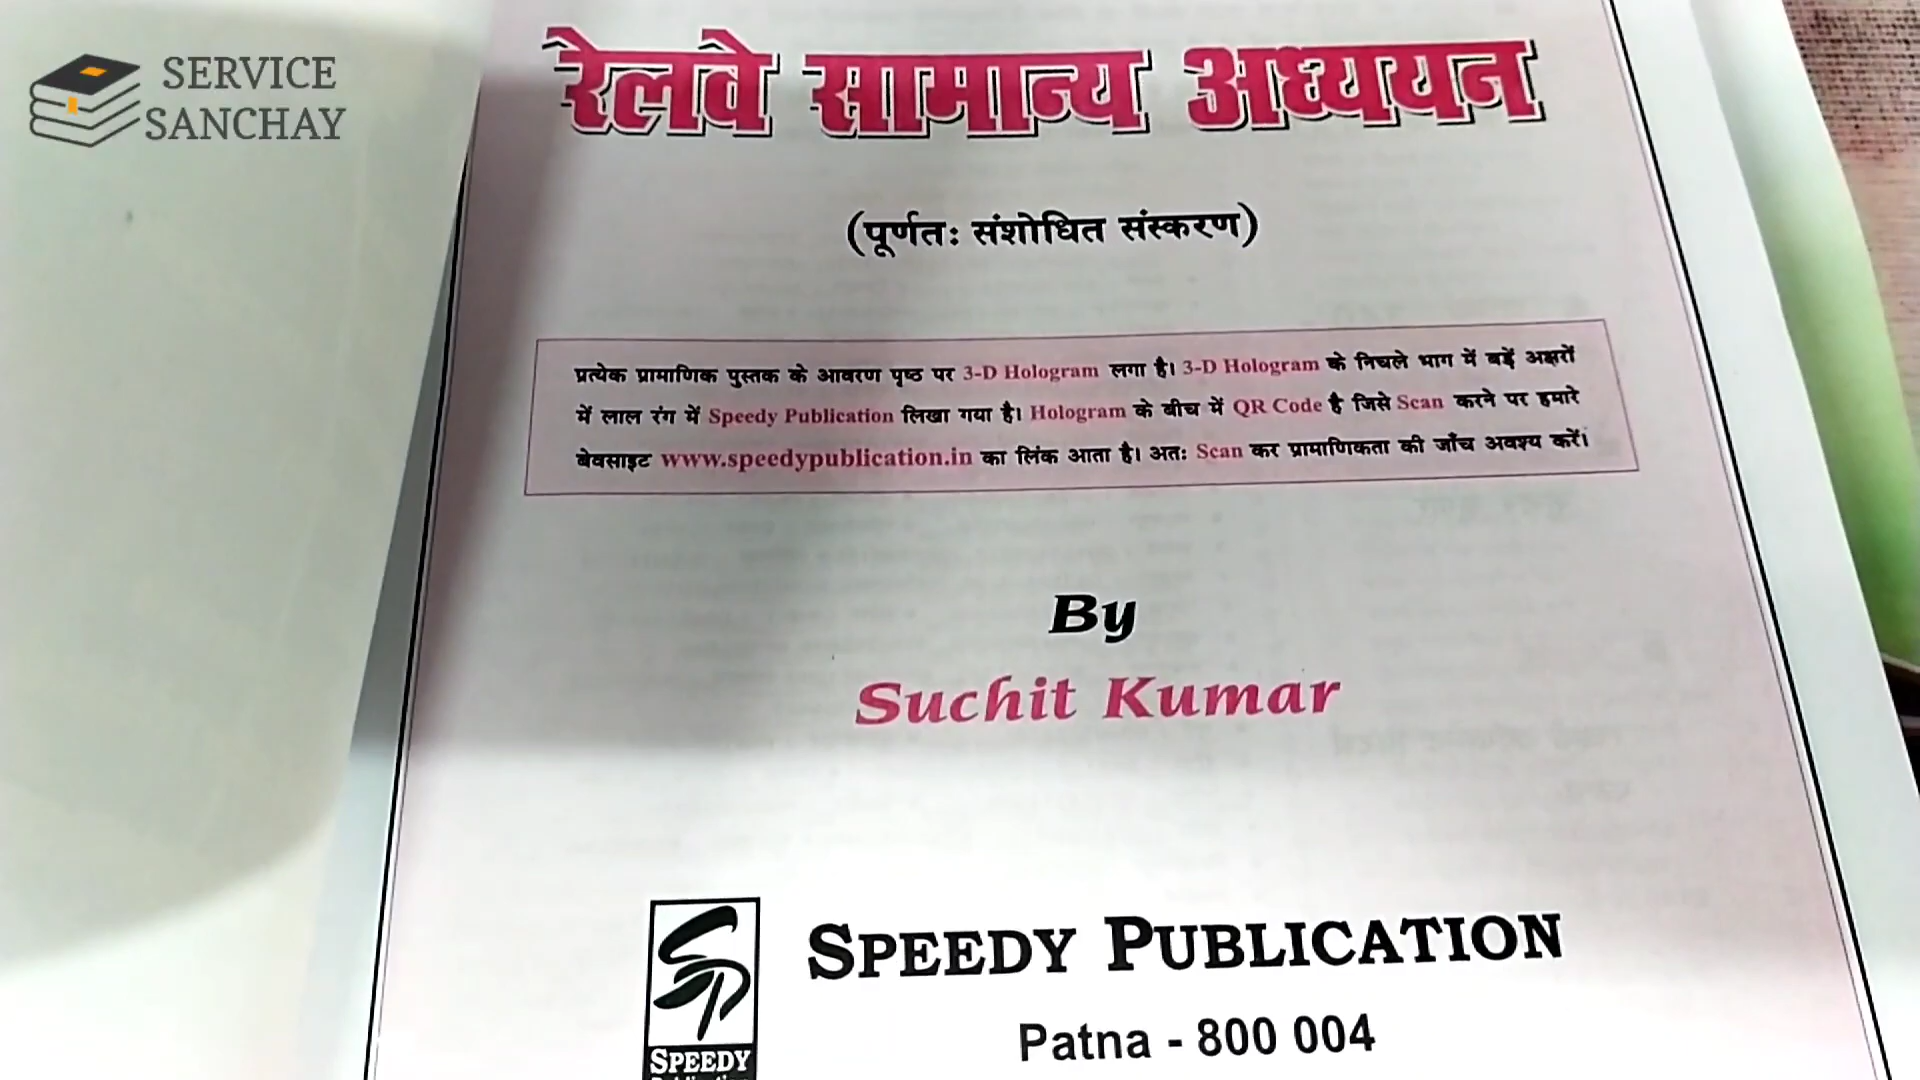 SERVICE
SANCHAY
रेलवे सामान्य अध्ययन
(पूर्णतः संशोधित संस्करण)
प्रत्येक प्रामाणिक पुस्तक के आवरण पृष्ठ पर 3-D Hologram लगा है। 3-D Hologram के निचले भाग में बड़ें अक्षरों
में लाल रंग में Speedy Publication लिखा गया है। Hologram के बीच में QR Code है जिसे Scan करने पर हमारे
बेवसाइट www.speedypublication.in का लिंक आता है। अतः Scan कर प्रामाणिकता की जाँच अवश्य करें।
By
Suchit Kumar
SPEEDY PUBLICATION
Patna - 800 004
SP
SPEEDY